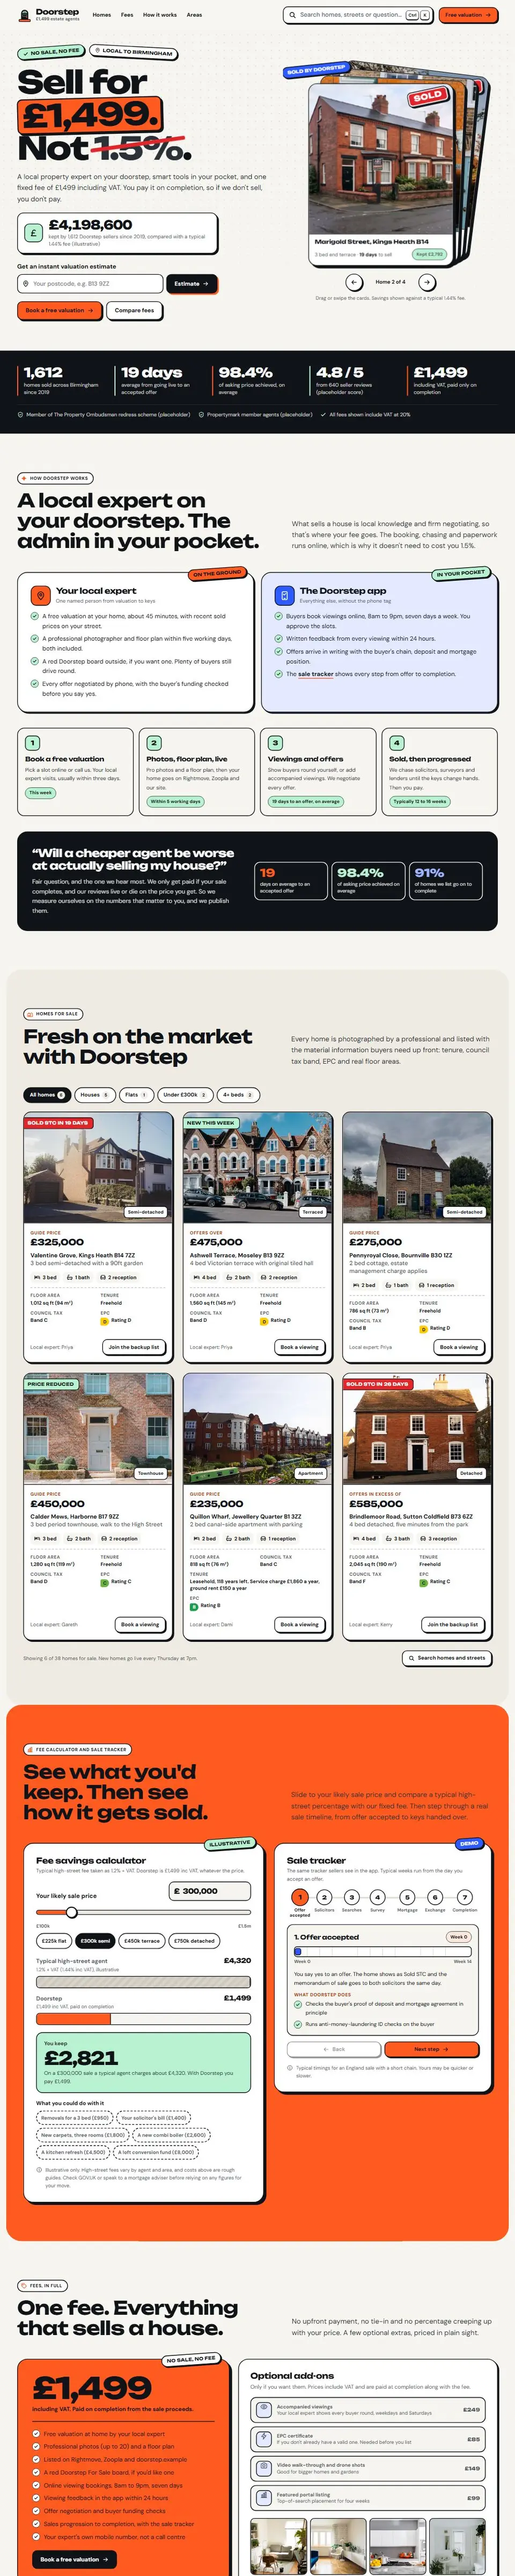 Doorstep
£1,499 estate agents
Homes
Fees
How it works
Areas
Search homes, streets or question...
Ctrl
K
Free valuation
NO SALE, NO FEE
LOCAL TO BIRMINGHAM
Sell for
£1,499.
Not 1.5%.
A local property expert on your doorstep, smart tools in your pocket, and one
fixed fee of £1,499 including VAT. You pay it on completion, so if we don't sell,
you don't pay.
£4,198,600
kept by 1,612 Doorstep sellers since 2019, compared with a typical
1.44% fee (illustrative)
Get an instant valuation estimate
Your postcode, e.g. B13 9ZZ
Estimate
Book a free valuation
Compare fees
SOLD BY DOORSTEP
SOLD
Marigold Street, Kings Heath B14
2 bed end terrace · 19 days to sell
Home 2 of 4
Drag or swipe the cards. Savings shown against a typical 1.44% fee.
1,612
homes sold across Birmingham
since 2019
19 days
average from going live to an
accepted offer
98.4%
of asking price achieved, on
average
4.8 / 5
from 640 seller reviews
(placeholder score)
£1,499
including VAT, paid only on
completion
Member of The Property Ombudsman redress scheme (placeholder)
Propertymark member agents (placeholder)
All fees shown include VAT at 20%.
HOW DOORSTEP WORKS
A local expert on
your doorstep. The
admin in your pocket.
What sells a house is local knowledge and firm negotiating, so
that's where your fee goes. The booking, chasing and paperwork
runs online, which is why it doesn't need to cost you 1.5%.
ON THE GROUND
Your local expert
One named person from valuation to keys
A free valuation at your home, about 45 minutes, with recent sold
prices on your street.
A professional photographer and floor plan within five working days,
both included.
A red Doorstep board outside, if you want one. Plenty of buyers still
drive round.
Every offer negotiated by phone, with the buyer's funding checked
before you say yes.
IN YOUR POCKET
The Doorstep app
Everything else, without the phone tag
Buyers book viewings online, 8am to 9pm, seven days a week. You
approve the slots.
Written feedback from every viewing within 24 hours.
Offers arrive in writing with the buyer's chain, deposit and mortgage
position.
The sale tracker shows every step from offer to completion.
1
Book a free valuation
Pick a slot online or call us. Your local
expert visits, usually within three days.
This week
2
Photos, floor plan, live
Pro photos and a floor plan, then your
home goes on Rightmove, Zoopla and
our site.
Within 5 working days
3
Viewings and offers
Show buyers round yourself, or add
accompanied viewings. We negotiate
every offer.
19 days to an offer, on average
4
Sold, then progressed
We chase solicitors, surveyors and
lenders until the keys change hands.
Then you pay.
Typically 12 to 16 weeks
“Will a cheaper agent be worse
at actually selling my house?”
Fair question, and the one we hear most. We only get paid if your sale
completes, and our reviews live or die on the price you get. So we
measure ourselves on the numbers that matter to you, and we publish
them.
19
days on average to an
accepted offer
98.4%
of asking price achieved on
average
91%
of homes we list go on to
complete
HOMES FOR SALE
Fresh on the market
with Doorstep
Every home is photographed by a professional and listed with
the material information buyers need up front: tenure, council
tax band, EPC and real floor areas.
All homes 6
Houses 5
Flats 1
Under £300k 2
4+ beds 2
SOLD STC IN 16 DAYS
Semi-detached
GUIDE PRICE
£325,000
Valentine Grove, Kings Heath B14 7ZZ
3 bed semi-detached with a 90ft garden
3 bed
1 bath
2 reception
FLOOR AREA
1,012 sq ft (94 m²)
TENURE
Freehold
COUNCIL TAX
Band C
EPC
D
Rating D
Local expert: Priya
Join the backup list
NEW THIS WEEK
Terraced
OFFERS OVER
£475,000
Ashwell Terrace, Moseley B13 9ZZ
4 bed Victorian terrace with original tiled hall
4 bed
2 bath
2 reception
FLOOR AREA
1,560 sq ft (145 m²)
TENURE
Freehold
COUNCIL TAX
Band D
EPC
D
Rating D
Local expert: Priya
Book a viewing
Semi-detached
GUIDE PRICE
£275,000
Pennyroyal Close, Bournville B30 1ZZ
2 bed cottage, estate
management charge applies
2 bed
1 bath
1 reception
FLOOR AREA
786 sq ft (73 m²)
TENURE
Freehold
COUNCIL TAX
Band B
EPC
D
Rating D
Local expert: Priya
Book a viewing
PRICE REDUCED
Townhouse
GUIDE PRICE
£450,000
Calder Mews, Harborne B17 9ZZ
3 bed period townhouse, walk to the High Street
3 bed
2 bath
2 reception
FLOOR AREA
1,280 sq ft (119 m²)
TENURE
Freehold
COUNCIL TAX
Band D
EPC
C
Rating C
Local expert: Gareth
Book a viewing
Apartment
GUIDE PRICE
£235,000
Quillon Wharf, Jewellery Quarter B1 3ZZ
2 bed canal-side apartment with parking
2 bed
2 bath
1 reception
FLOOR AREA
818 sq ft (76 m²)
COUNCIL TAX
Band C
TENURE
Leasehold, 118 years left. Service charge £1,860 a year,
ground rent £150 a year
EPC
B
Rating B
Local expert: Dami
Book a viewing
SOLD STC IN 26 DAYS
Detached
OFFERS IN EXCESS OF
£585,000
Brindlemoor Road, Sutton Coldfield B73 6ZZ
4 bed detached, five minutes from the park
4 bed
3 bath
3 reception
FLOOR AREA
2,045 sq ft (190 m²)
TENURE
Freehold
COUNCIL TAX
Band F
EPC
C
Rating C
Local expert: Kerry
Join the backup list
Showing 6 of 38 homes for sale. New homes go live every Thursday at 7pm.
Search homes and streets
FEE CALCULATOR AND SALE TRACKER
See what you'd
keep. Then see
how it gets sold.
Slide to your likely sale price and compare a typical high-
street percentage with our fixed fee. Then step through a real
sale timeline, from offer accepted to keys handed over.
ILLUSTRATIVE
Fee savings calculator
Typical high-street fee taken as 1.2% + VAT. Doorstep is £1,499 inc VAT, whatever the price.
Your likely sale price
£ 300,000
£100k
£1.5m
£225k flat
£300k semi
£450k terrace
£750k detached
Typical high-street agent
£4,320
1.2% + VAT (1.44% inc VAT), illustrative
Doorstep
£1,499
£1,499 inc VAT, paid on completion
You keep
£2,821
On a £300,000 sale a typical agent charges about £4,320. With Doorstep you
pay £1,499.
What you could do with it
Removals for a 3 bed (£950)
Your solicitor's bill (£1,400)
New carpets, three rooms (£1,800)
A new combi boiler (£2,600)
A kitchen refresh (£4,500)
A loft conversion fund (£6,000)
Illustrative only. High-street fees vary by agent and area, and costs above are rough
guides. Check GOV.UK or speak to a mortgage adviser before relying on any figures for
your move.
DEMO
Sale tracker
The same tracker sellers see in the app. Typical weeks run from the day you
accept an offer.
1
Offer
accepted
2
Solicitors
3
Searches
4
Survey
5
Mortgage
6
Exchange
7
Completion
1. Offer accepted
Week 0
Week 0
Week 14
You say yes to an offer. The home shows as Sold STC and the
memorandum of sale goes to both solicitors the same day.
WHAT DOORSTEP DOES
Checks the buyer's proof of deposit and mortgage agreement in
principle
Runs anti-money-laundering ID checks on the buyer
Back
Next step
Typical timings for an England sale with a short chain. Yours may be quicker or
slower.
FEES, IN FULL
One fee. Everything
that sells a house.
No upfront payment, no tie-in and no percentage creeping up
with your price. A few optional extras, priced in plain sight.
NO SALE, NO FEE
£1,499
including VAT. Paid on completion from the sale proceeds.
Free valuation at home by your local expert
Professional photos (up to 20) and a floor plan
Listed on Rightmove, Zoopla and doorstep.example
A red Doorstep For Sale board, if you'd like one
Online viewing bookings, 8am to 9pm, seven days
Viewing feedback in the app within 24 hours
Offer negotiation and buyer funding checks
Sales progression to completion, with the sale tracker
Your expert's own mobile number, not a call centre
Book a free valuation
Optional add-ons
Only if you want them. Prices include VAT and are paid at completion along with the fee.
Accompanied viewings
Your local expert shows every buyer round, weekdays and Saturdays
£249
EPC certificate
If you don't already have a valid one. Needed before you list
£85
Video walk-through and drone shots
Good for bigger homes and gardens
£149
Featured portal listing
Top-of-search placement for four weeks
£99